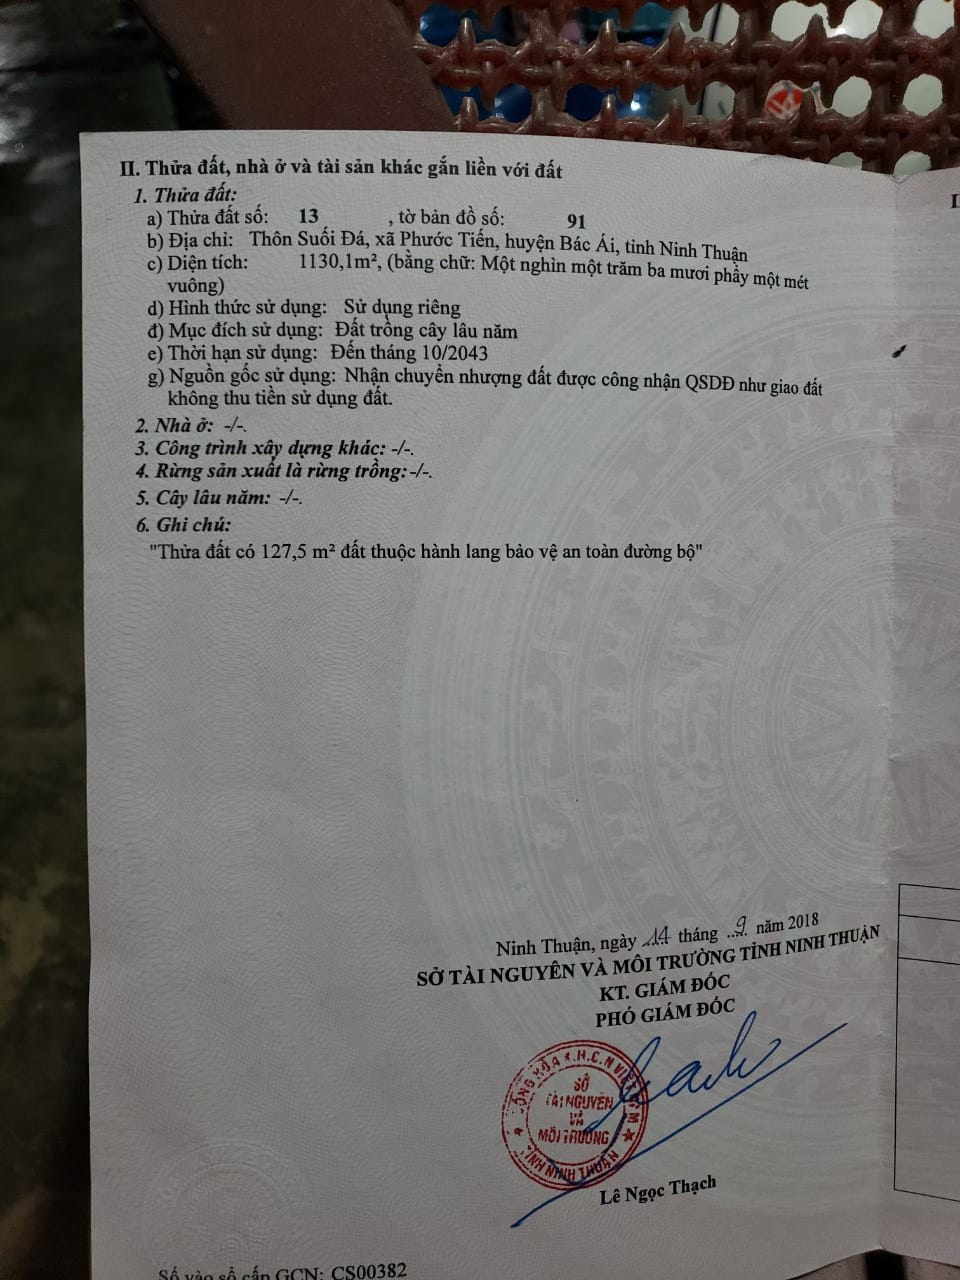 II. Thửa đất, nhà ở và tài sản khác gắn liền với đất
1. Thửa đất:
a) Thửa đất số: 13 , tờ bản đồ số: 91
b) Địa chỉ: Thôn Suối Đá, xã Phước Tiến, huyện Bác Ái, tỉnh Ninh Thuận
c) Diện tích: 1130,1m², (bằng chữ: Một nghìn một trăm ba mươi phẩy một mét
vuông)
d) Hình thức sử dụng: Sử dụng riêng
đ) Mục đích sử dụng: Đất trồng cây lâu năm
e) Thời hạn sử dụng: Đến tháng 10/2043
g) Nguồn gốc sử dụng: Nhận chuyển nhượng đất được công nhận QSDĐ như giao đất
không thu tiền sử dụng đất.
2. Nhà ở: -/-.
3. Công trình xây dựng khác: -/-.
4. Rừng sản xuất là rừng trồng:-/-.
5. Cây lâu năm: -/-.
6. Ghi chú:
"Thửa đất có 127,5 m² đất thuộc hành lang bảo vệ an toàn đường bộ"
Ninh Thuận, ngày 14 tháng 9 năm 2018
SỞ TÀI NGUYÊN VÀ MÔI TRƯỜNG TỈNH NINH THUẬN
KT. GIÁM ĐỐC
PHÓ GIÁM ĐỐC
SỞ
TÀI NGUYÊN
VÀ
MÔI TRƯỜNG
TỈNH NINH THUẬN
Lê Ngọc Thạch
Số vào sổ cấp GCN: CS00382